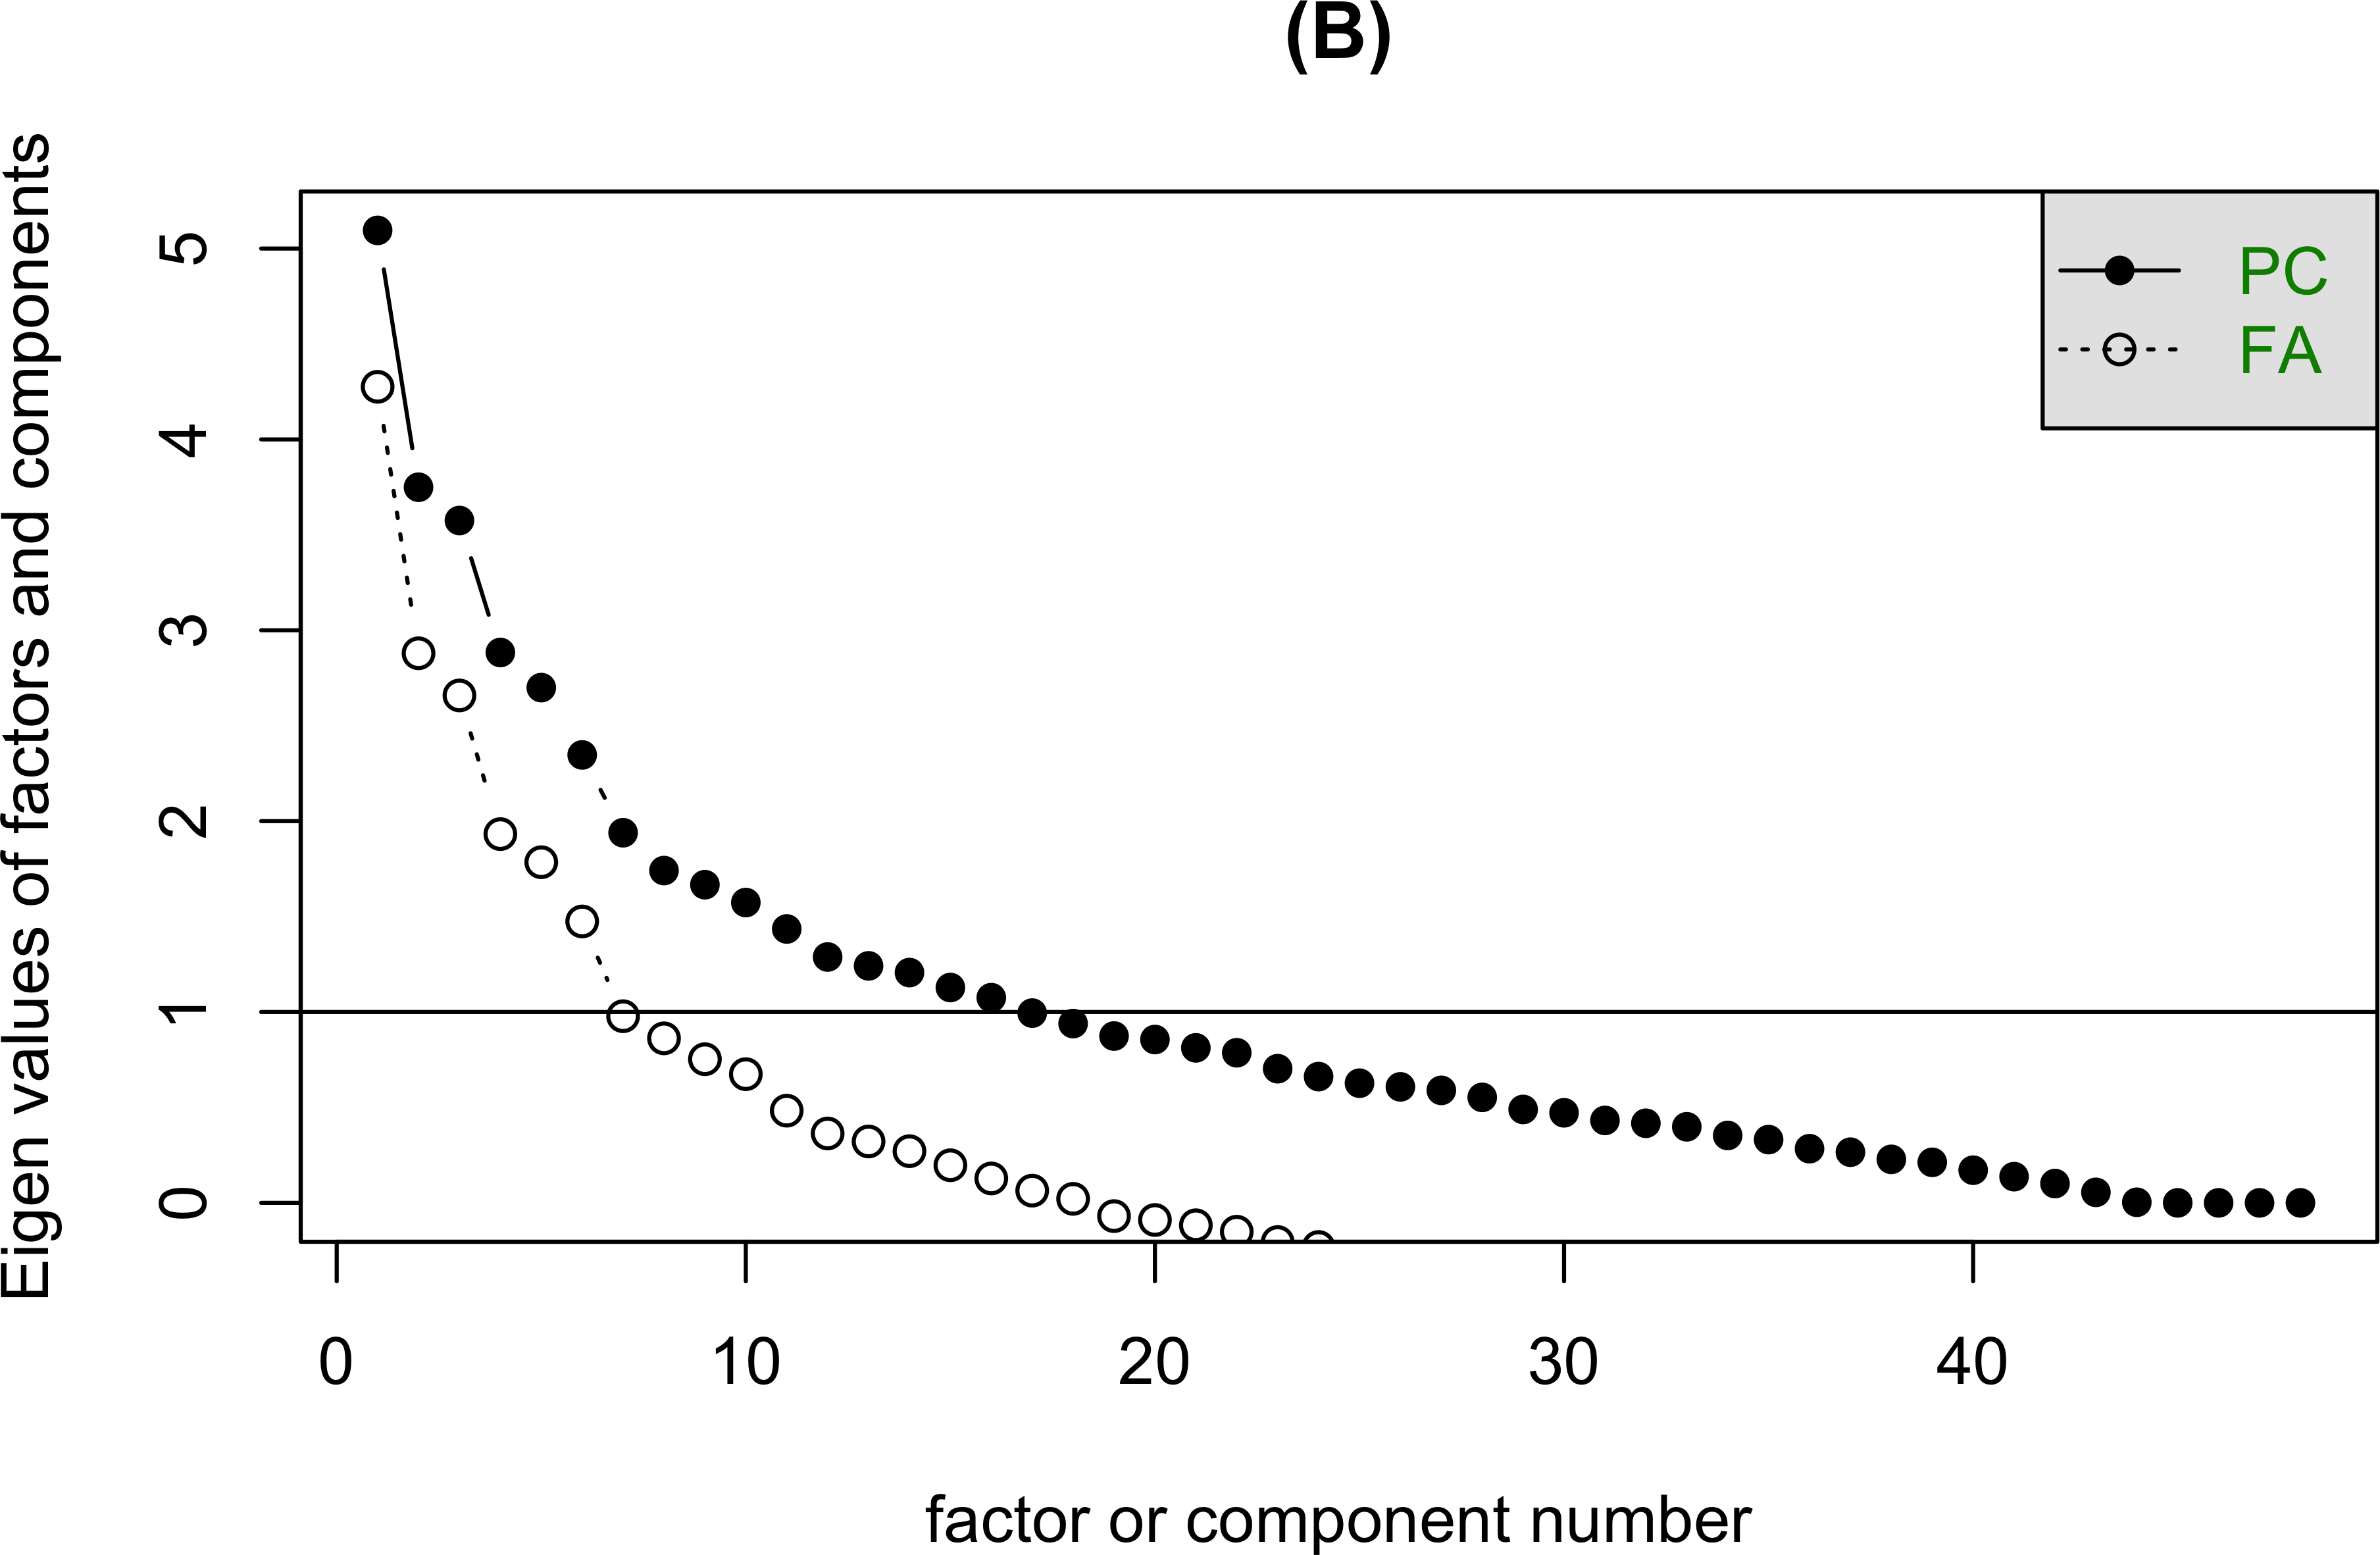 (B)
Eigen values of factors and components
5
4
3
2
1
0
PC
FA
0 10 20 30 40
factor or component number